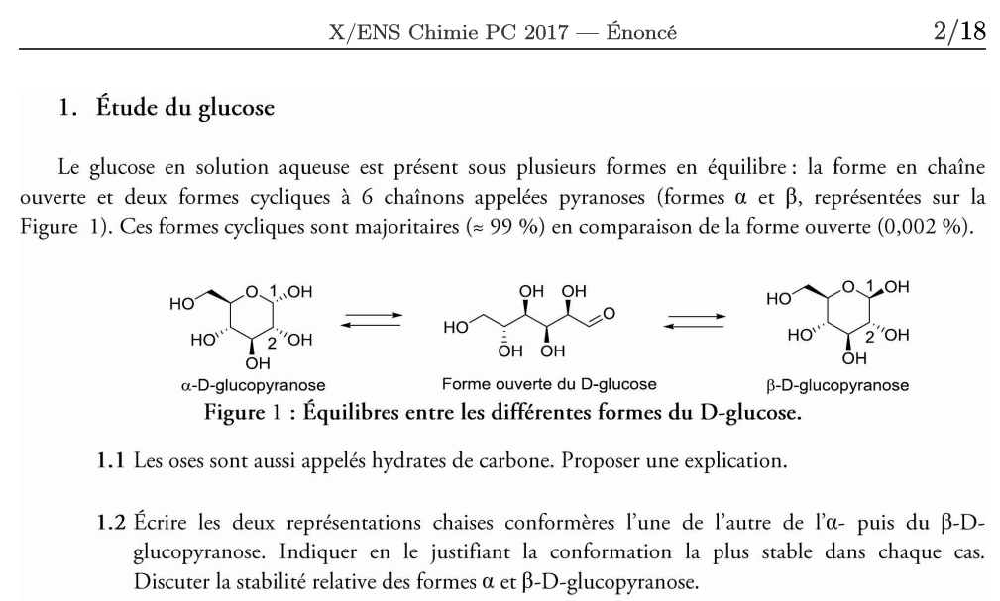 X/ENS Chimie PC 2017 — Énoncé 2/18
1. Étude du glucose
Le glucose en solution aqueuse est présent sous plusieurs formes en équilibre : la forme en chaîne
ouverte et deux formes cycliques à 6 chaînons appelées pyranoses (formes α et β, représentées sur la
Figure 1). Ces formes cycliques sont majoritaires (≈ 99 %) en comparaison de la forme ouverte (0,002 %).
HO O 1 OH HO 2 OH OH
α-D-glucopyranose
OH OH HO O OH OH
Forme ouverte du D-glucose
HO O 1 OH HO 2 OH OH
β-D-glucopyranose
Figure 1 : Équilibres entre les différentes formes du D-glucose.
1.1 Les oses sont aussi appelés hydrates de carbone. Proposer une explication.
1.2 Écrire les deux représentations chaises conformères l'une de l'autre de l'α- puis du β-D-
glucopyranose. Indiquer en le justifiant la conformation la plus stable dans chaque cas.
Discuter la stabilité relative des formes α et β-D-glucopyranose.